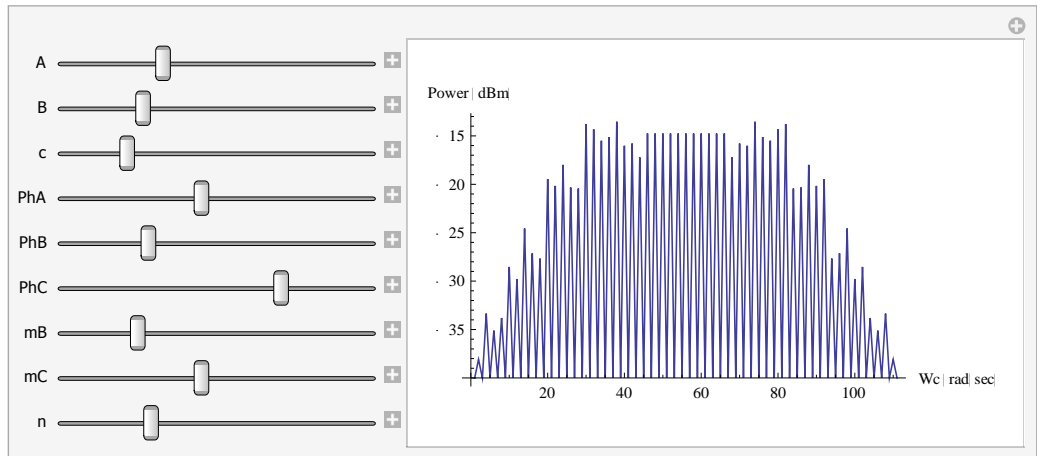 A
B
c
PhA
PhB
PhC
mB
mC
n
Power | dBm
· 15
· 20
· 25
· 30
· 35
20 40 60 80 100
Wc | rad sec